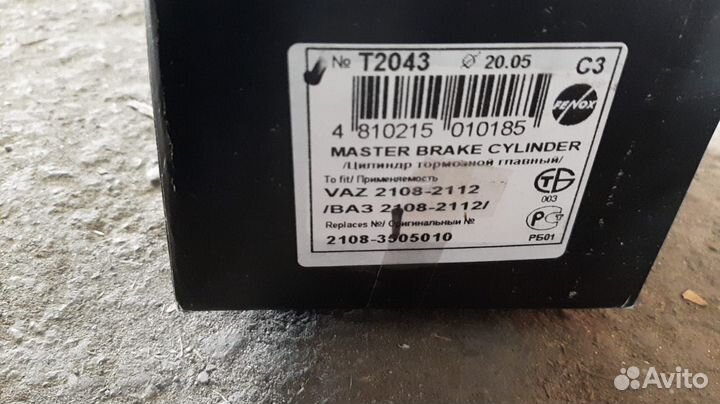 № T2043 ⌀ 20.05 C3
FENOX
4 810215 010185
MASTER BRAKE CYLINDER
/Цилиндр тормозной главный/
To fit/ Применяемость
VAZ 2108-2112
/ВАЗ 2108-2112/
003
Replaces №/ Оригинальный №
2108-3505010
РБ01
Avito